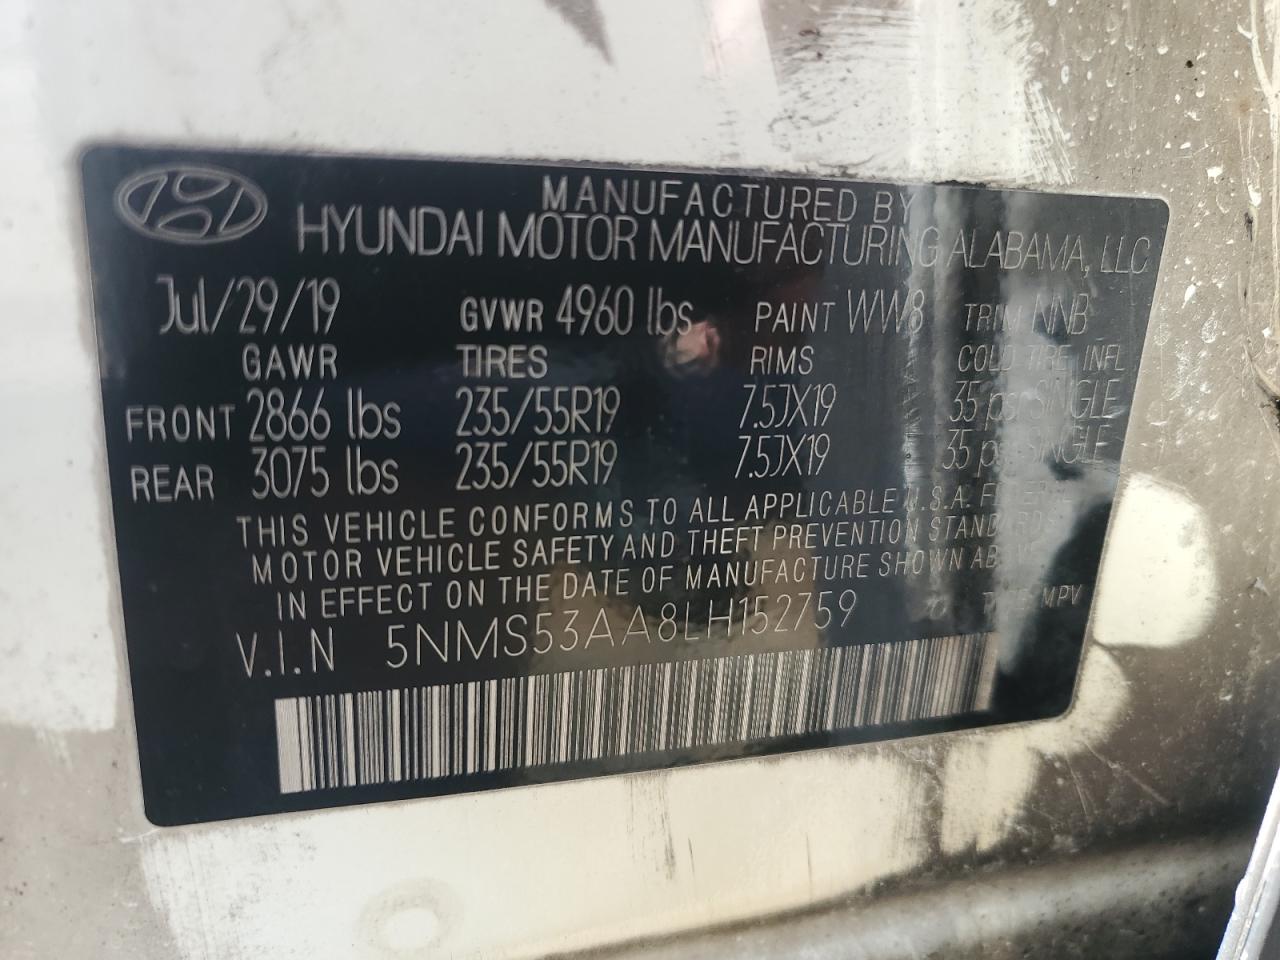 MANUFACTURED BY
HYUNDAI MOTOR MANUFACTURING ALABAMA, LLC
Jul/29/19 GVWR 4960 lbs PAINT WW8 TRIM NNB
GAWR TIRES RIMS COLD TIRE INFL
FRONT 2866 lbs 235/55R19 7.5JX19 35 psi SINGLE
REAR 3075 lbs 235/55R19 7.5JX19 35 psi SINGLE
THIS VEHICLE CONFORMS TO ALL APPLICABLE U.S.A. FEDERAL
MOTOR VEHICLE SAFETY AND THEFT PREVENTION STANDARDS
IN EFFECT ON THE DATE OF MANUFACTURE SHOWN ABOVE
V.I.N 5NMS53AA8LH152759 TYPE: MPV